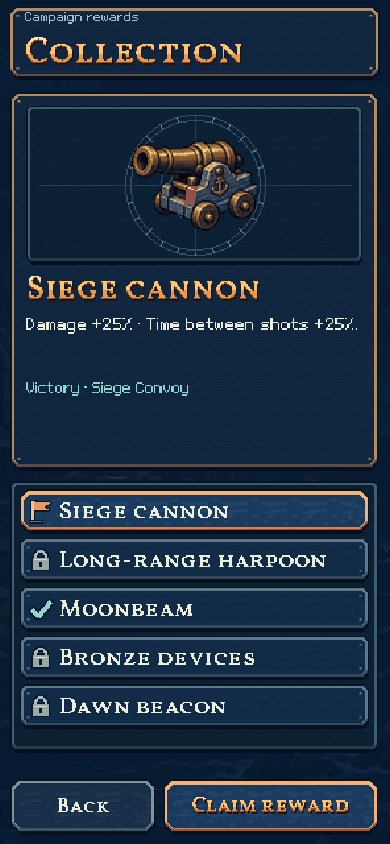 Campaign rewards
Collection
Siege cannon
Damage +25% · Time between shots +25%.
Victory · Siege Convoy
Siege cannon
Long-range harpoon
Moonbeam
Bronze devices
Dawn beacon
Back
Claim reward